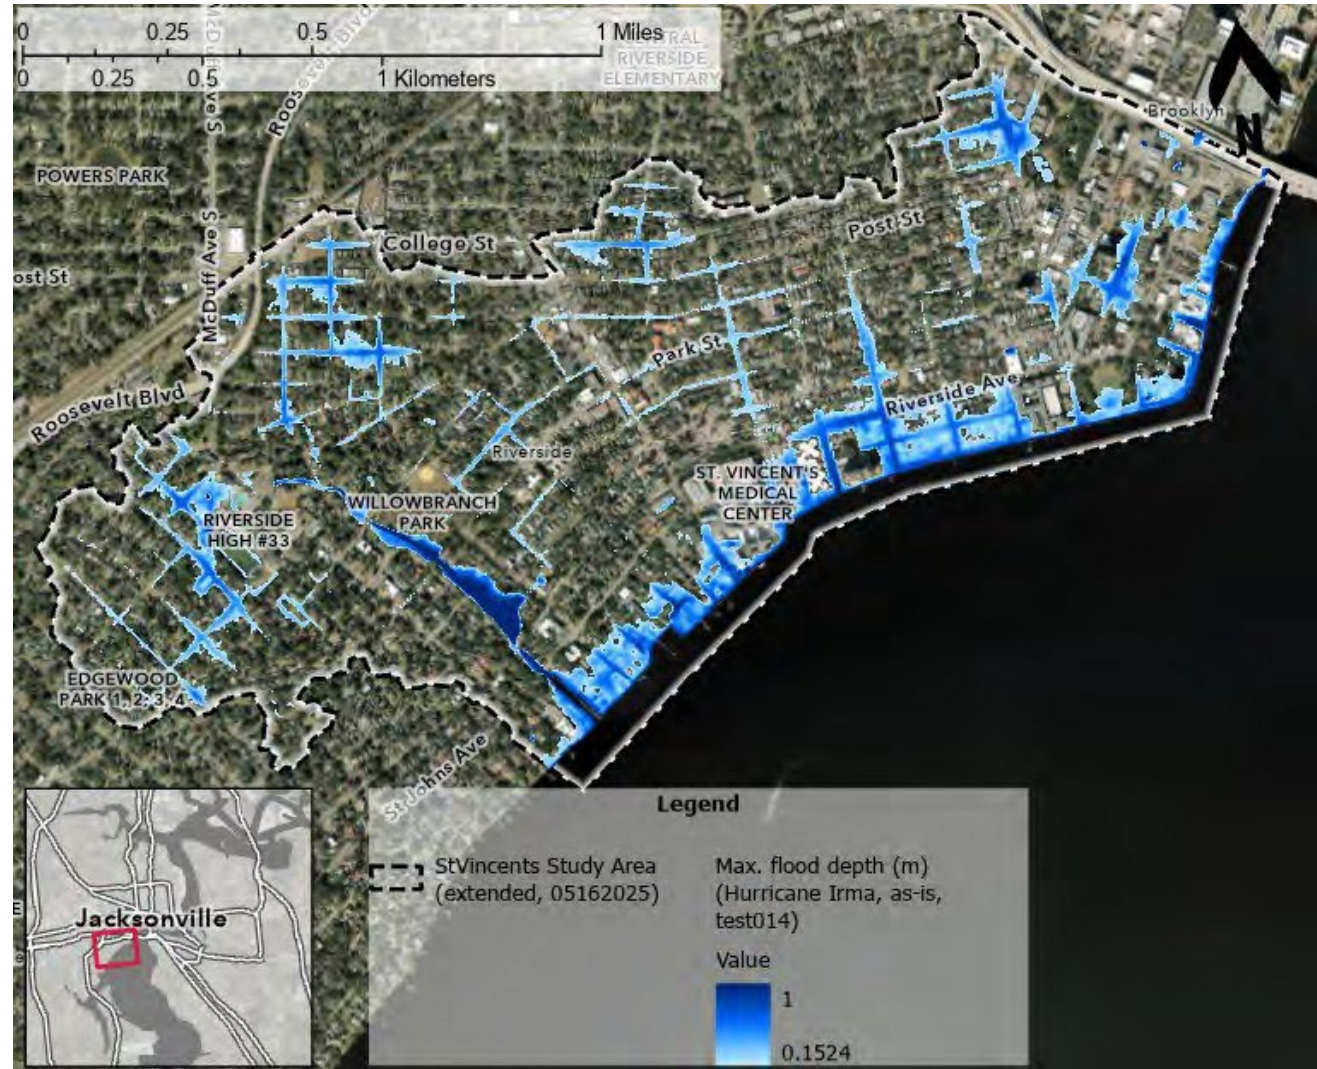 0 0.25 0.5 1 Miles
0 0.25 0.5 1 Kilometers
CENTRAL
RIVERSIDE
ELEMENTARY
McDuff Ave S
Roosevelt Blvd
Brooklyn
N
POWERS PARK
College St
Post St
ost St
McDuff Ave S
Park St
Roosevelt Blvd
Riverside Ave
Riverside
ST. VINCENT'S
MEDICAL
CENTER
WILLOWBRANCH
PARK
RIVERSIDE
HIGH #33
EDGEWOOD
PARK 1, 2, 3, 4
St Johns Ave
Legend
StVincents Study Area
(extended, 05162025)
Max. flood depth (m)
(Hurricane Irma, as-is,
test014)
Value
1
0.1524
Jacksonville
E
e